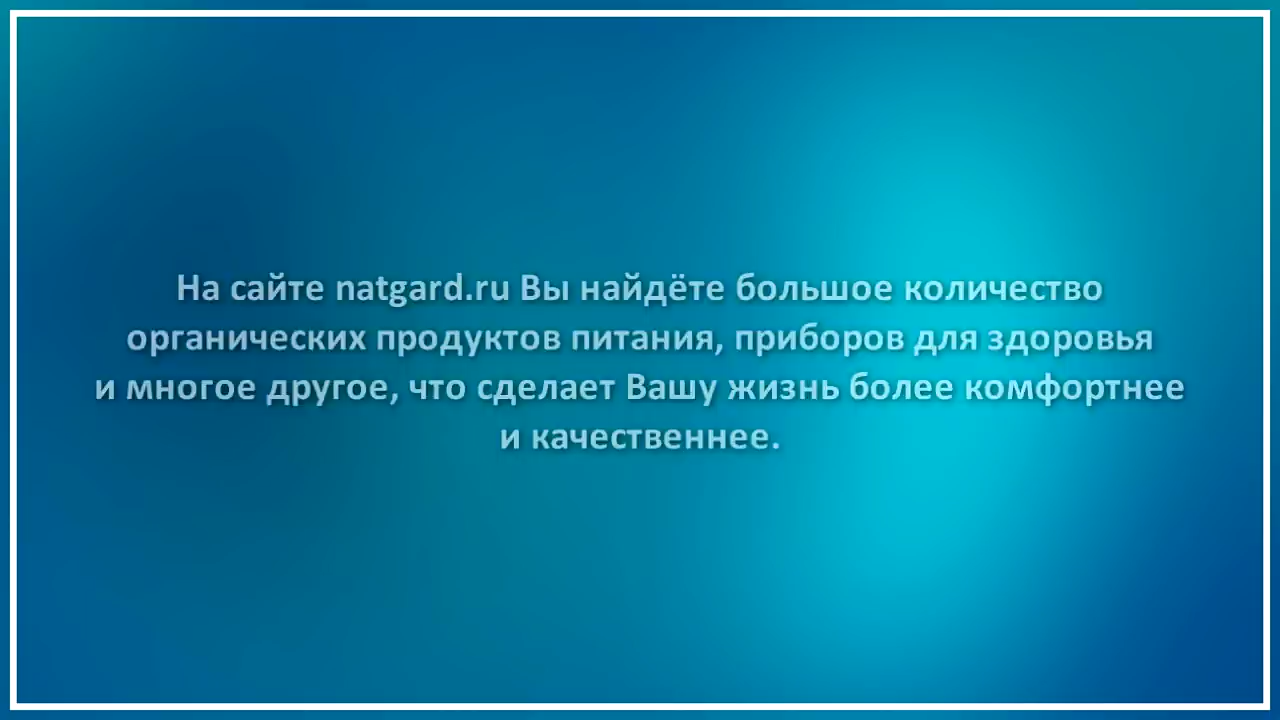 На сайте natgard.ru Вы найдёте большое количество
органических продуктов питания, приборов для здоровья
и многое другое, что сделает Вашу жизнь более комфортнее
и качественнее.